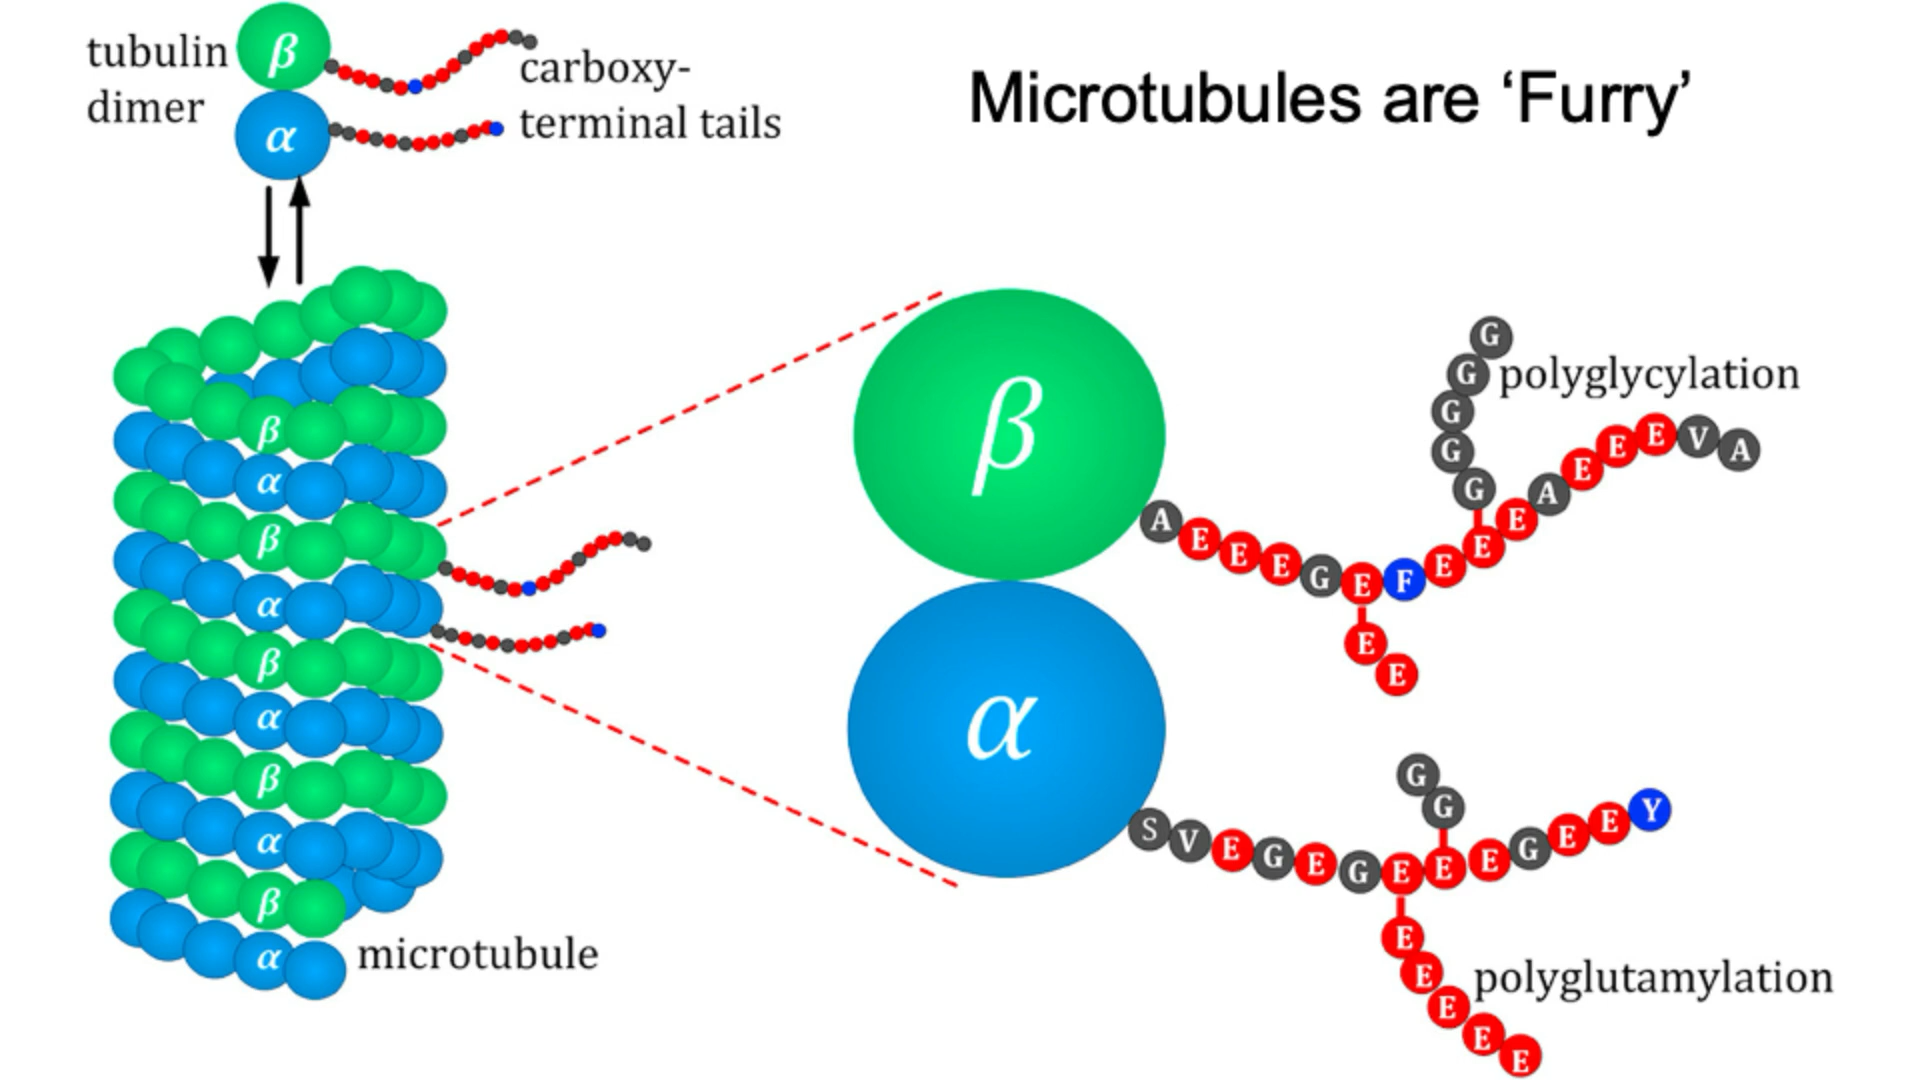 Microtubules are ‘Furry’
tubulin
dimer
β
α
carboxy-
terminal tails
β
α
β
α
β
α
β
α
β
α
microtubule
β
α
A E E E G E F E E E A E E E V A
E E
G G G G G
polyglycylation
S V E G E G E E E G E E Y
G G
E E E E E
polyglutamylation